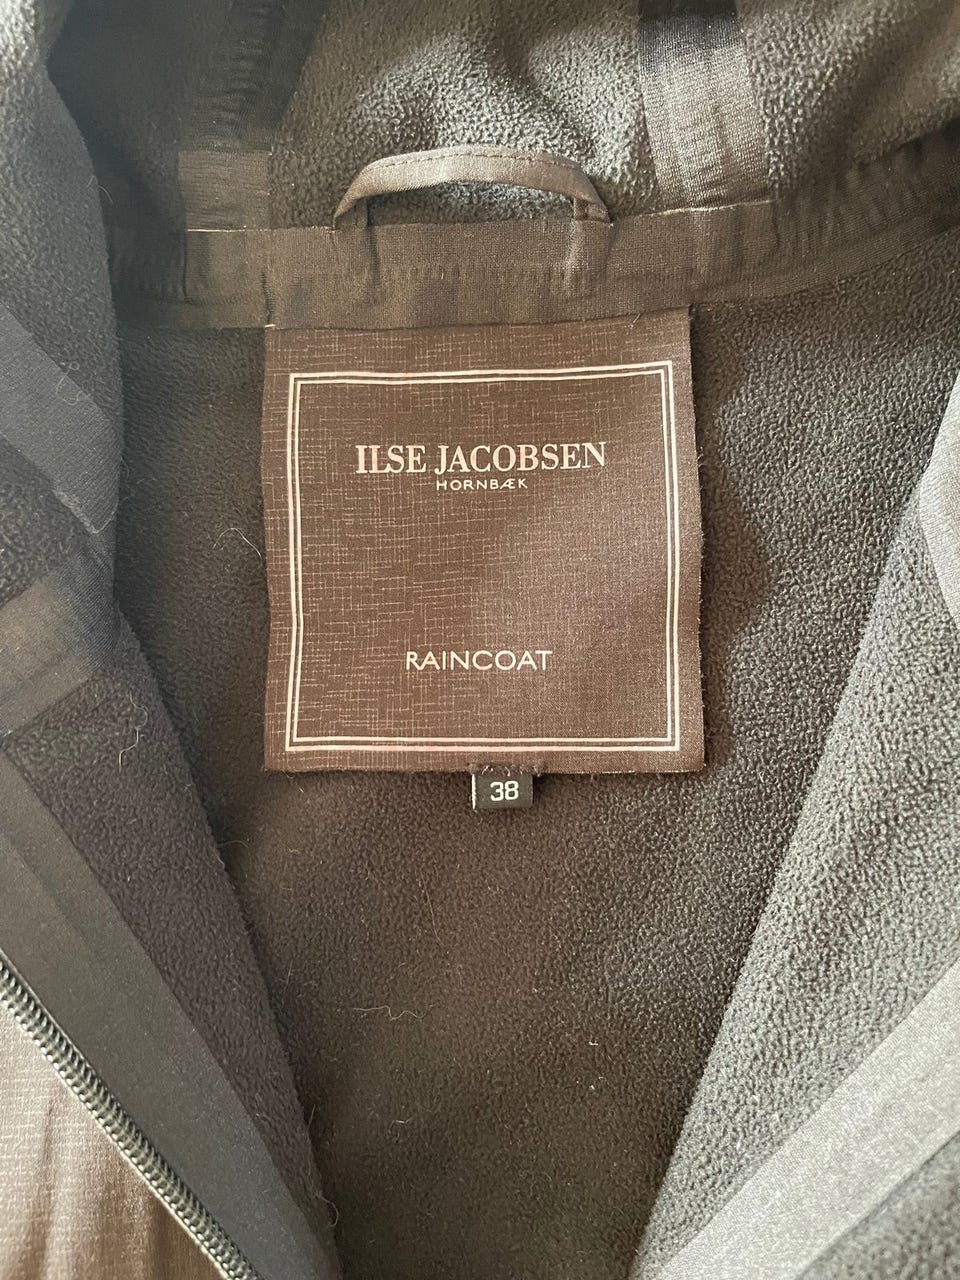 ILSE JACOBSEN
HORNBÆK
RAINCOAT
38